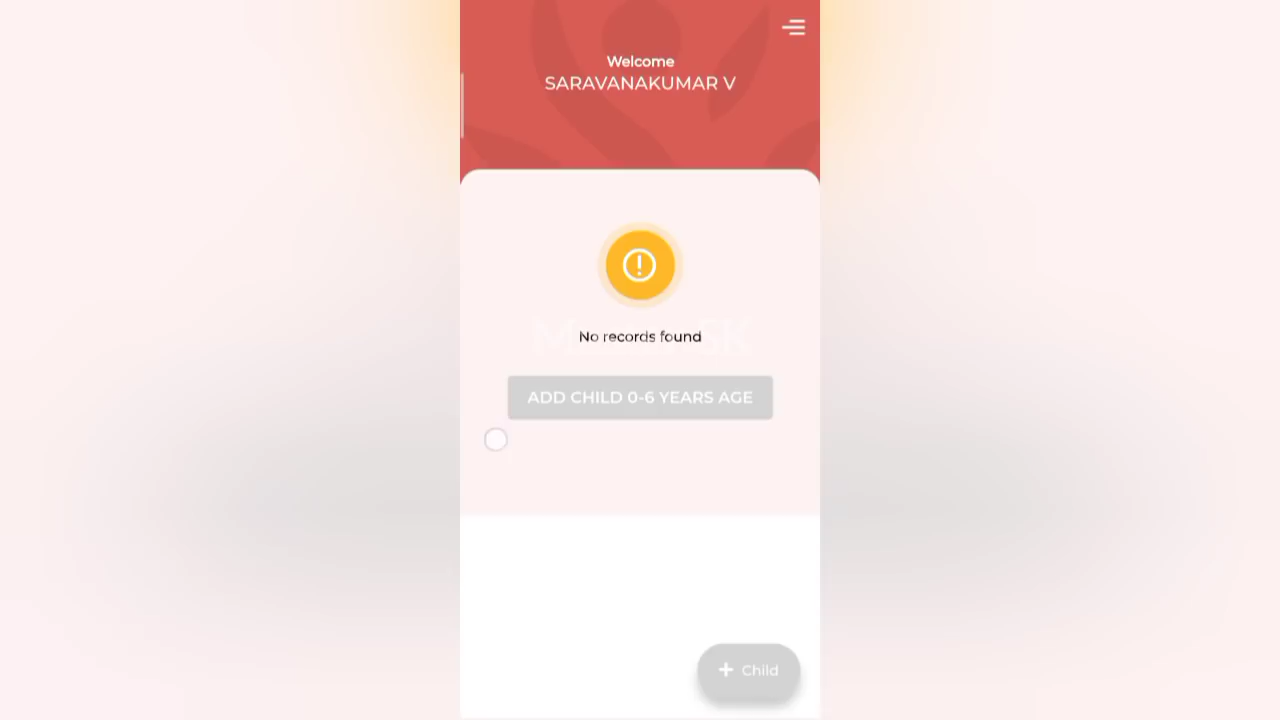 Welcome
SARAVANAKUMAR V
No records found
ADD CHILD 0-6 YEARS AGE
+ Child